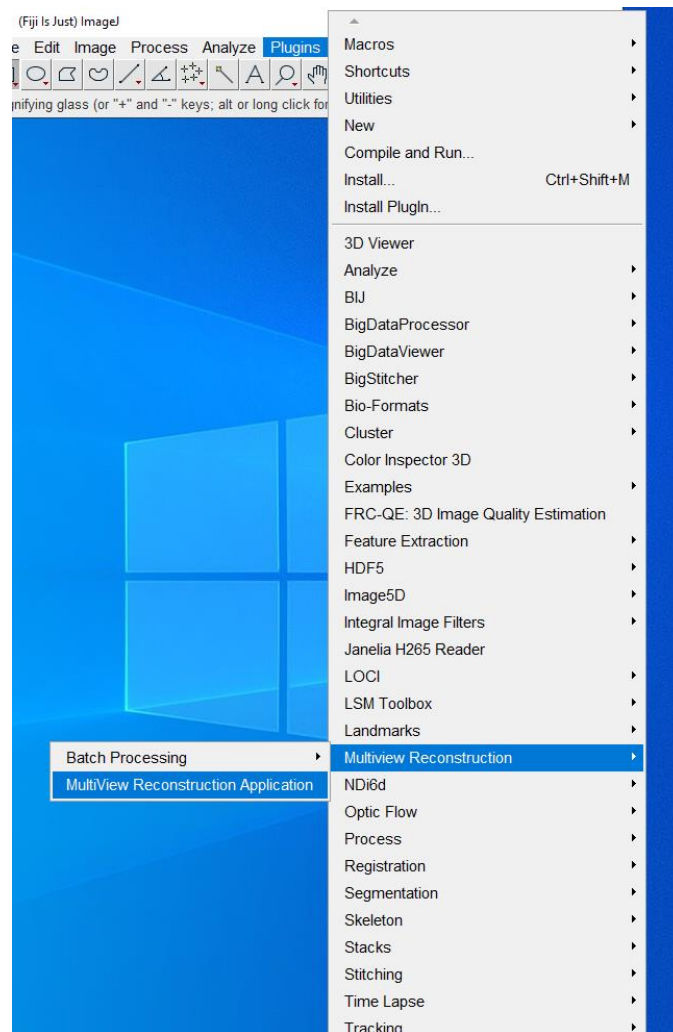 (Fiji Is Just) ImageJ
e Edit Image Process Analyze Plugins
A
gnifying glass (or "+" and "-" keys; alt or long click for
Macros
Shortcuts
Utilities
New
Compile and Run...
Install... Ctrl+Shift+M
Install PlugIn...
3D Viewer
Analyze
BIJ
BigDataProcessor
BigDataViewer
BigStitcher
Bio-Formats
Cluster
Color Inspector 3D
Examples
FRC-QE: 3D Image Quality Estimation
Feature Extraction
HDF5
Image5D
Integral Image Filters
Janelia H265 Reader
LOCI
LSM Toolbox
Landmarks
Multiview Reconstruction
Batch Processing
MultiView Reconstruction Application
NDi6d
Optic Flow
Process
Registration
Segmentation
Skeleton
Stacks
Stitching
Time Lapse
Tracking